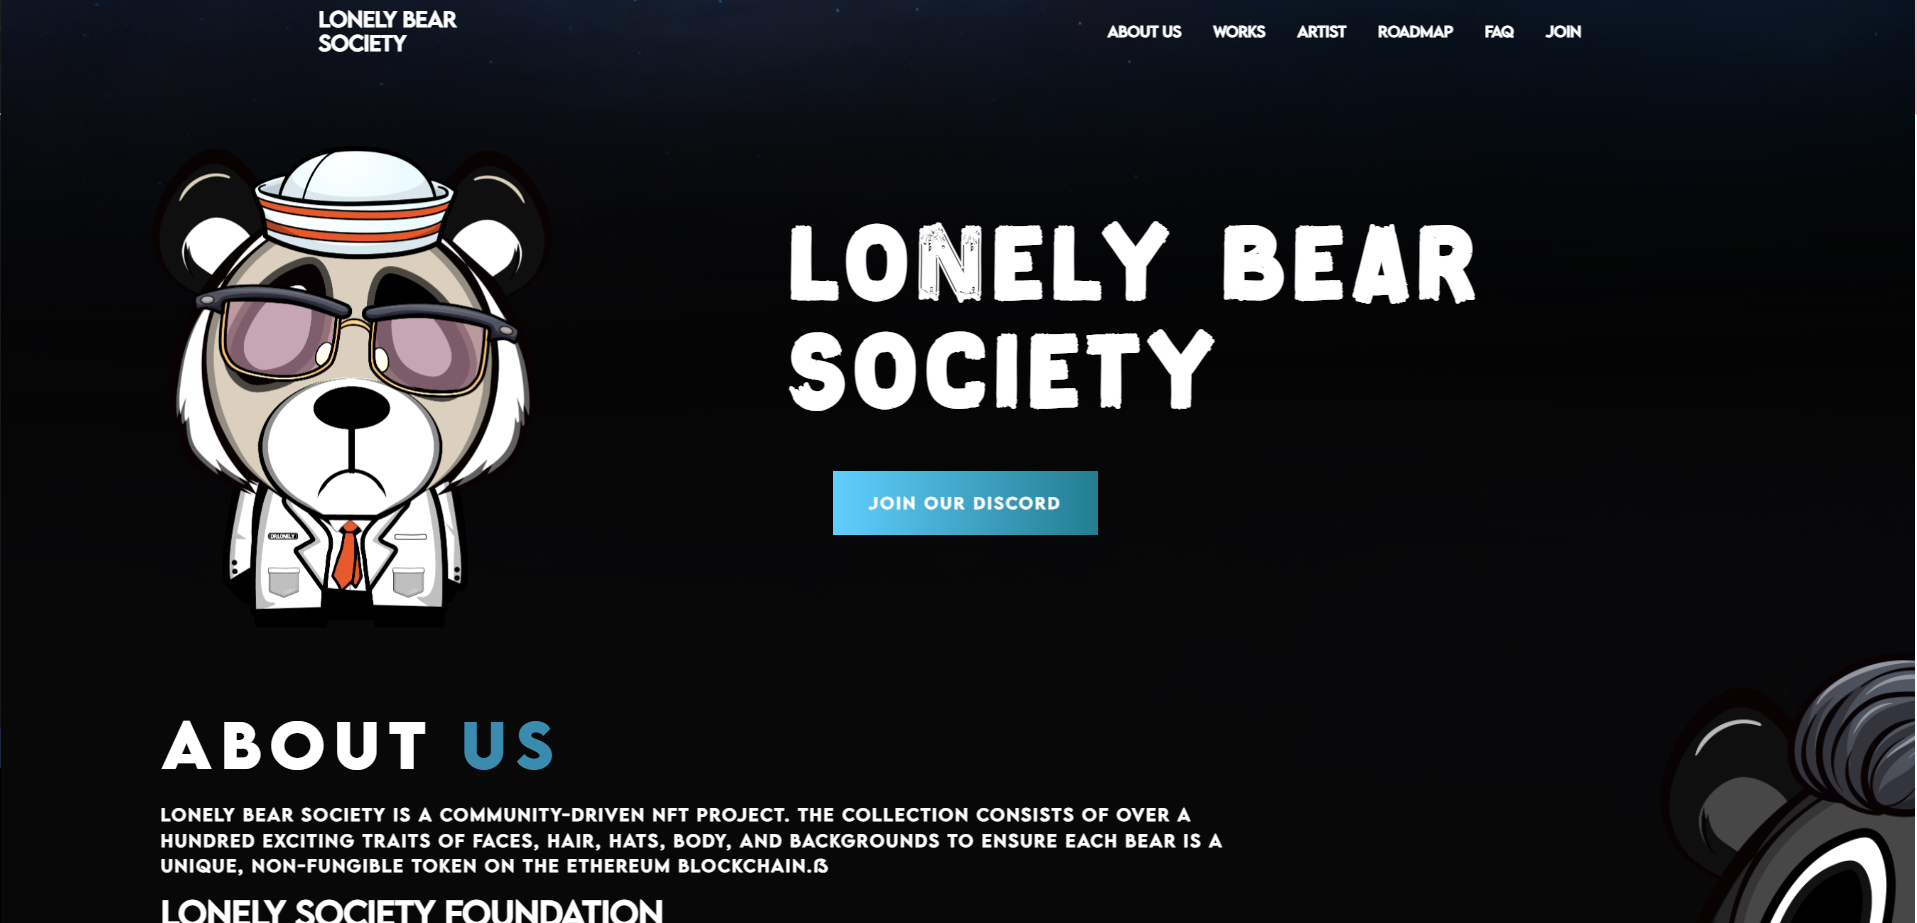 LONELY BEAR
SOCIETY
ABOUT US WORKS ARTIST ROADMAP FAQ JOIN
LONELY BEAR
SOCIETY
JOIN OUR DISCORD
DR.LONELY
ABOUT US
LONELY BEAR SOCIETY IS A COMMUNITY-DRIVEN NFT PROJECT. THE COLLECTION CONSISTS OF OVER A
HUNDRED EXCITING TRAITS OF FACES, HAIR, HATS, BODY, AND BACKGROUNDS TO ENSURE EACH BEAR IS A
UNIQUE, NON-FUNGIBLE TOKEN ON THE ETHEREUM BLOCKCHAIN.ß
LONELY SOCIETY FOUNDATION